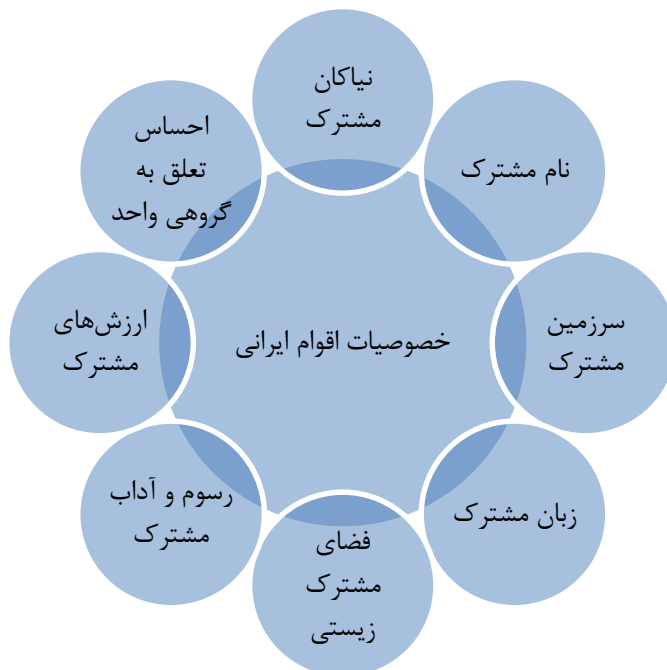 نیاکان
مشترک
نام مشترک
سرزمین
مشترک
زبان مشترک
فضای
مشترک
زیستی
رسوم و آداب
مشترک
ارزش‌های
مشترک
احساس
تعلق به
گروهی واحد
خصوصیات اقوام ایرانی